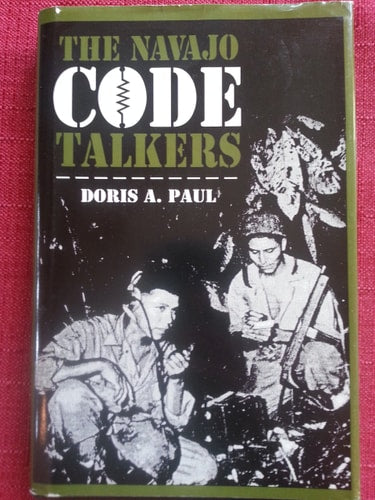 THE NAVAJO
CODE
TALKERS
DORIS A. PAUL